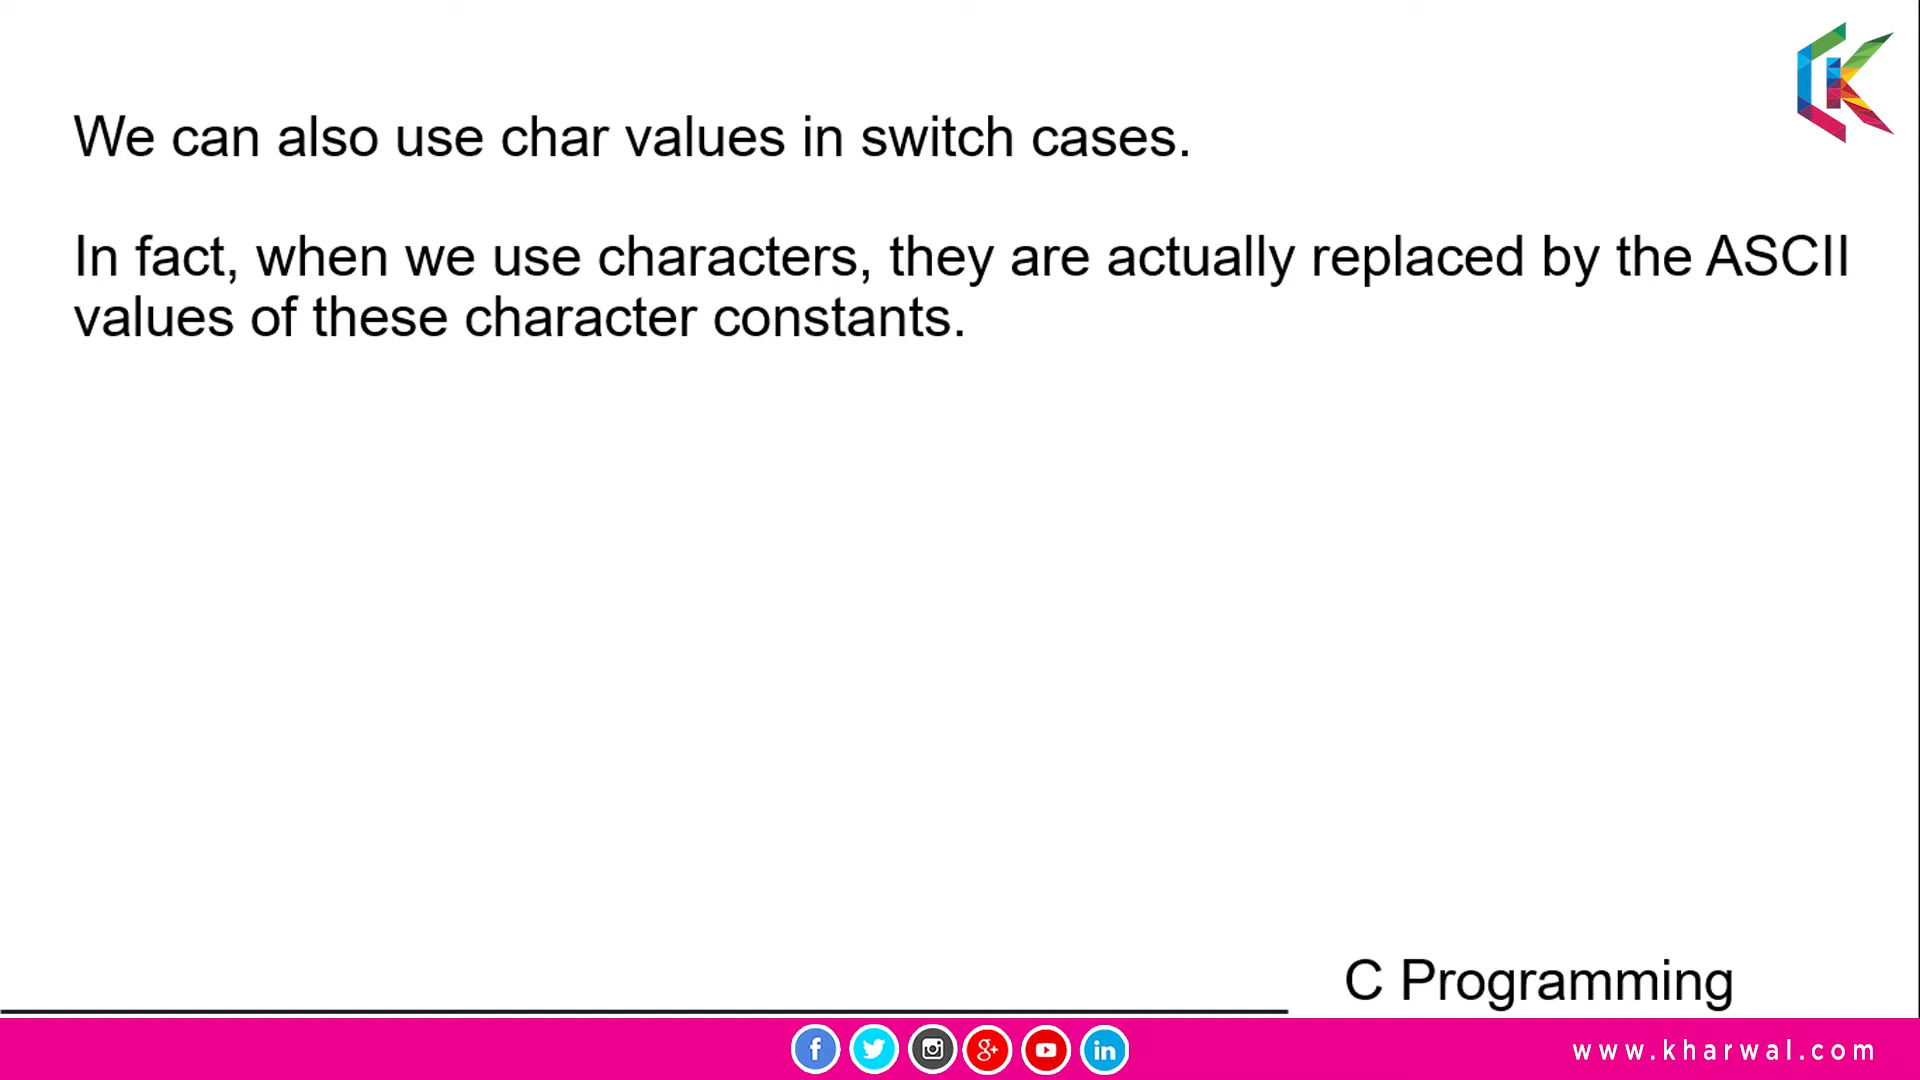 We can also use char values in switch cases.
In fact, when we use characters, they are actually replaced by the ASCII
values of these character constants.
C Programming
www.kharwal.com